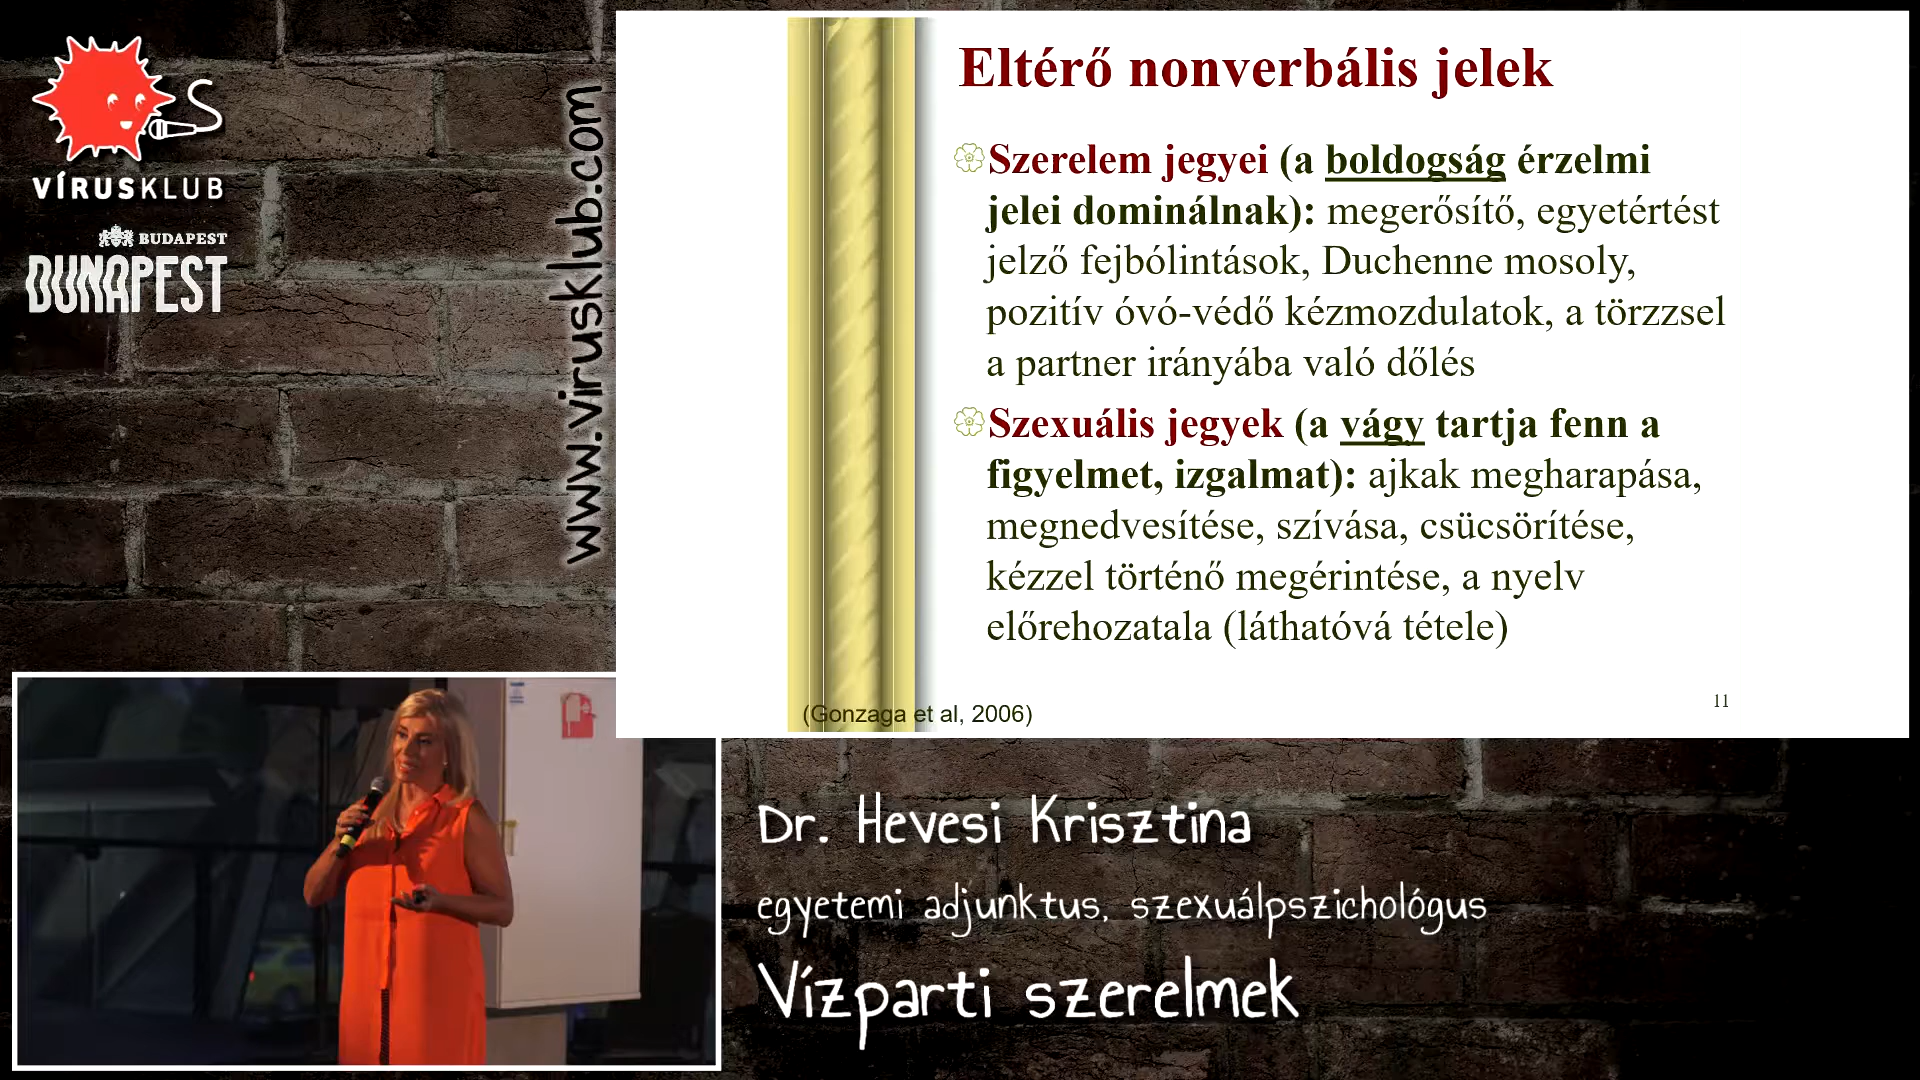 VÍRUSKLUB
BUDAPEST
DUNAPEST
www.virusklub.com
Eltérő nonverbális jelek
Szerelem jegyei (a boldogság érzelmi
jelei dominálnak): megerősítő, egyetértést
jelző fejbólintások, Duchenne mosoly,
pozitív óvó-védő kézmozdulatok, a törzzsel
a partner irányába való dőlés
Szexuális jegyek (a vágy tartja fenn a
figyelmet, izgalmat): ajkak megharapása,
megnedvesítése, szívása, csücsörítése,
kézzel történő megérintése, a nyelv
előrehozatala (láthatóvá tétele)
(Gonzaga et al, 2006)
11
Dr. Hevesi Krisztina
egyetemi adjunktus, szexuálpszichológus
Vízparti szerelmek